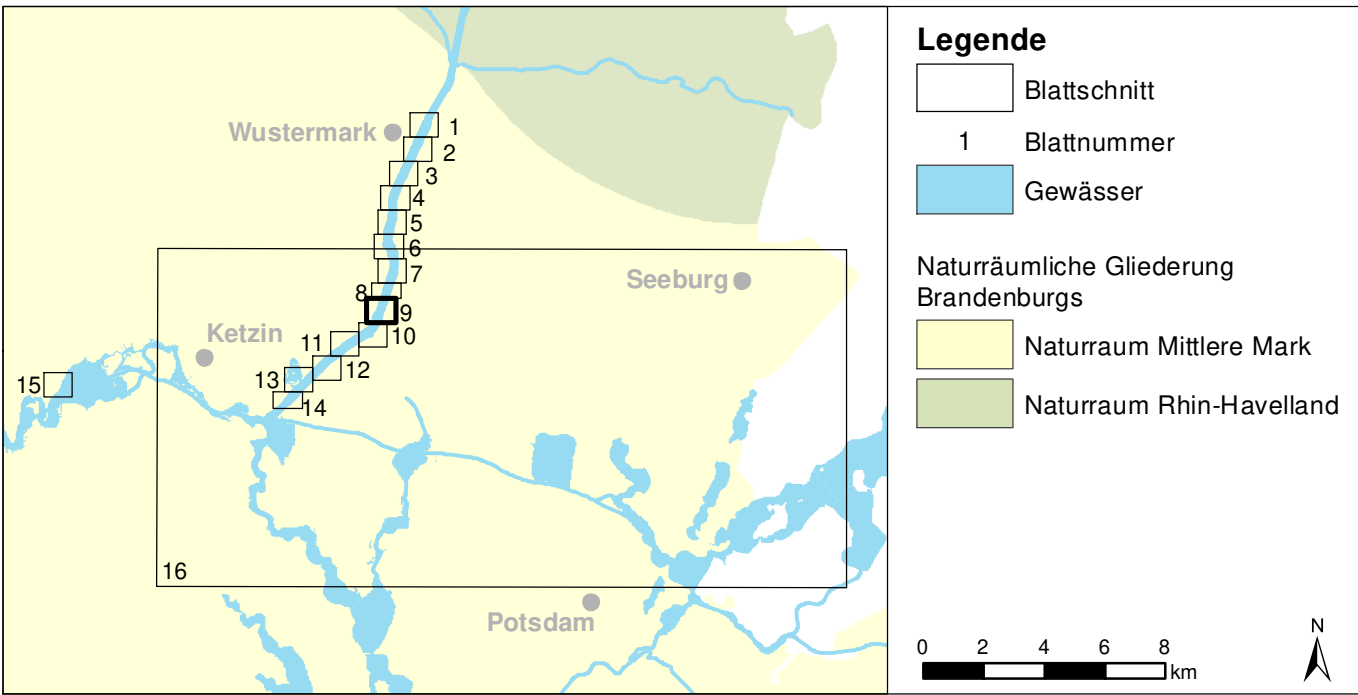 Wustermark
1
2
3
4
5
6
7
8
9
10
11
12
13
14
15
16
Seeburg
Ketzin
Potsdam
Legende
Blattschnitt
1 Blattnummer
Gewässer
Naturräumliche Gliederung
Brandenburgs
Naturraum Mittlere Mark
Naturraum Rhin-Havelland
0 2 4 6 8
km
N